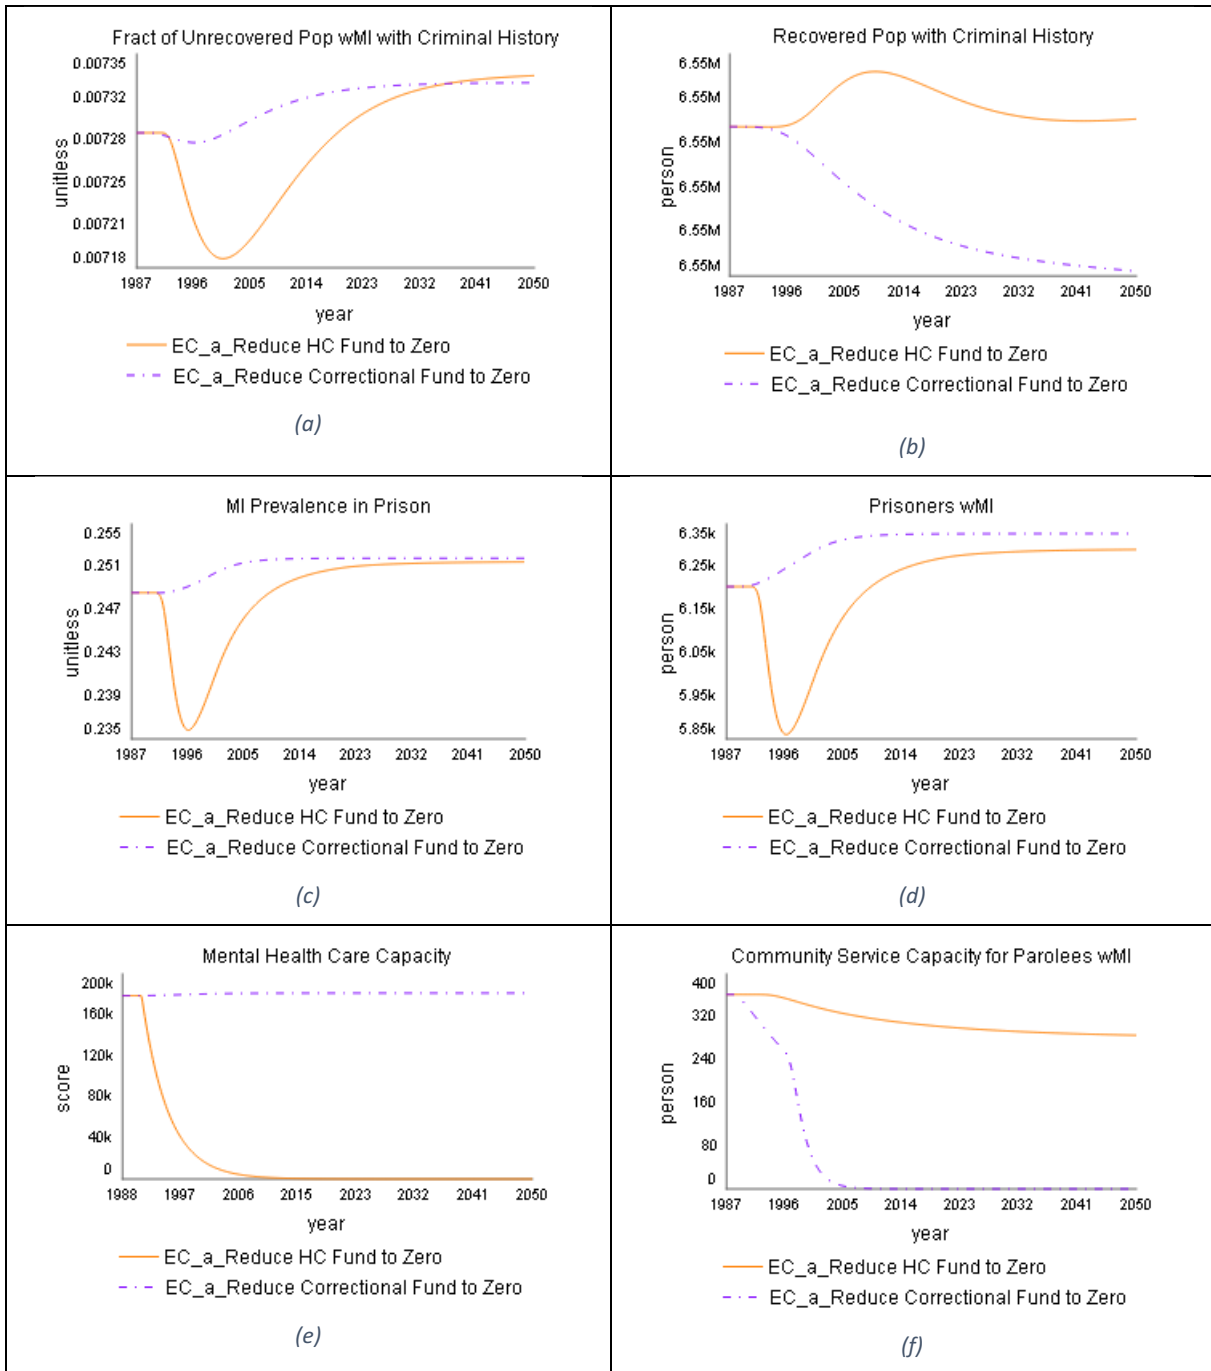 Fract of Unrecovered Pop wMI with Criminal History
0.00735
0.00732
0.00728
0.00725
0.00721
0.00718
unitless
1987 1996 2005 2014 2023 2032 2041 2050
year
EC_a_Reduce HC Fund to Zero
EC_a_Reduce Correctional Fund to Zero
(a)
Recovered Pop with Criminal History
6.55M
6.55M
6.55M
6.55M
6.55M
6.55M
person
1987 1996 2005 2014 2023 2032 2041 2050
year
EC_a_Reduce HC Fund to Zero
EC_a_Reduce Correctional Fund to Zero
(b)
MI Prevalence in Prison
0.255
0.251
0.247
0.243
0.239
0.235
unitless
1987 1996 2005 2014 2023 2032 2041 2050
year
EC_a_Reduce HC Fund to Zero
EC_a_Reduce Correctional Fund to Zero
(c)
Prisoners wMI
6.35k
6.25k
6.15k
6.05k
5.95k
5.85k
person
1987 1996 2005 2014 2023 2032 2041 2050
year
EC_a_Reduce HC Fund to Zero
EC_a_Reduce Correctional Fund to Zero
(d)
Mental Health Care Capacity
200k
160k
120k
80k
40k
0
score
1988 1997 2006 2015 2023 2032 2041 2050
year
EC_a_Reduce HC Fund to Zero
EC_a_Reduce Correctional Fund to Zero
(e)
Community Service Capacity for Parolees wMI
400
320
240
160
80
0
person
1987 1996 2005 2014 2023 2032 2041 2050
year
EC_a_Reduce HC Fund to Zero
EC_a_Reduce Correctional Fund to Zero
(f)